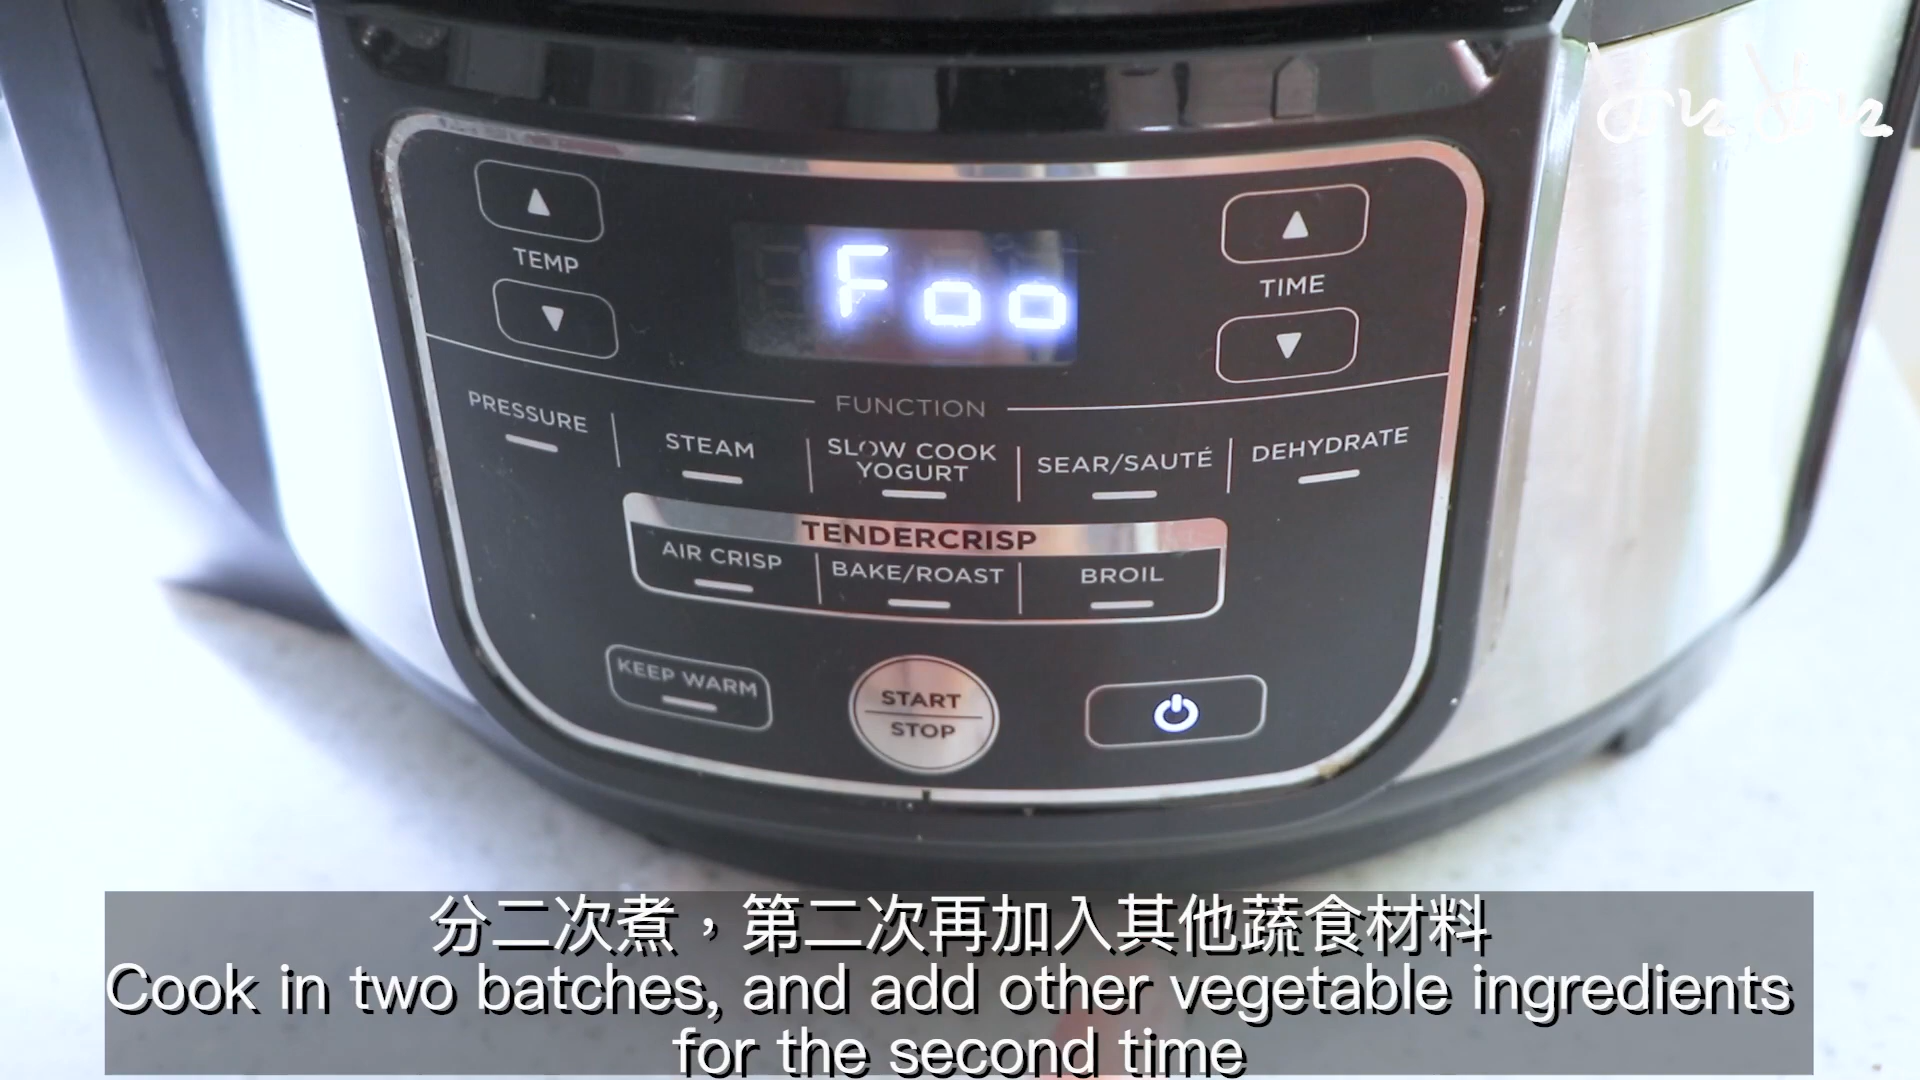 TEMP
Foo
TIME
FUNCTION
PRESSURE
STEAM
SLOW COOK
YOGURT
SEAR/SAUTÉ
DEHYDRATE
TENDERCRISP
AIR CRISP
BAKE/ROAST
BROIL
KEEP WARM
START
STOP
分二次煮，第二次再加入其他蔬食材料
Cook in two batches, and add other vegetable ingredients
for the second time